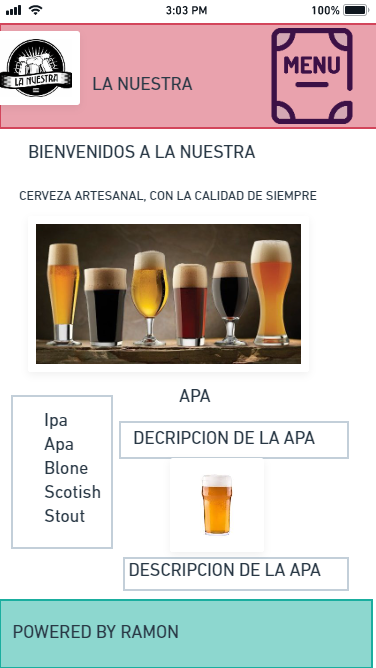 3:03 PM
100%
LA NUESTRA
LA NUESTRA
MENU
BIENVENIDOS A LA NUESTRA
CERVEZA ARTESANAL, CON LA CALIDAD DE SIEMPRE
APA
Ipa
Apa
Blone
Scotish
Stout
DECRIPCION DE LA APA
DESCRIPCION DE LA APA
POWERED BY RAMON